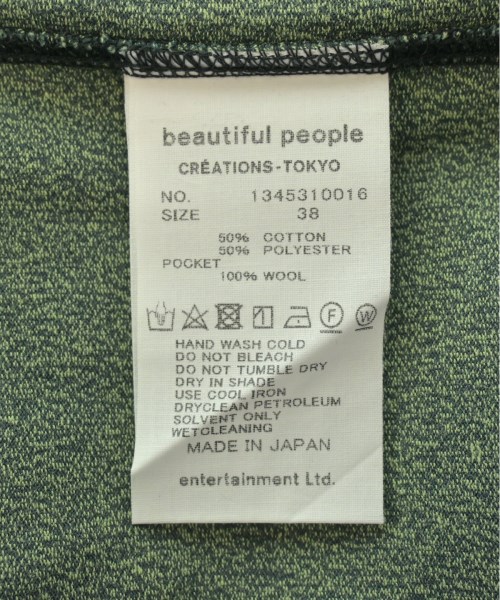 beautiful people
CRÉATIONS-TOKYO
NO. 1345310016
SIZE 38
50% COTTON
50% POLYESTER
POCKET
100% WOOL
F W
HAND WASH COLD
DO NOT BLEACH
DO NOT TUMBLE DRY
DRY IN SHADE
USE COOL IRON
DRYCLEAN PETROLEUM
SOLVENT ONLY
WETCLEANING
MADE IN JAPAN
entertainment Ltd.